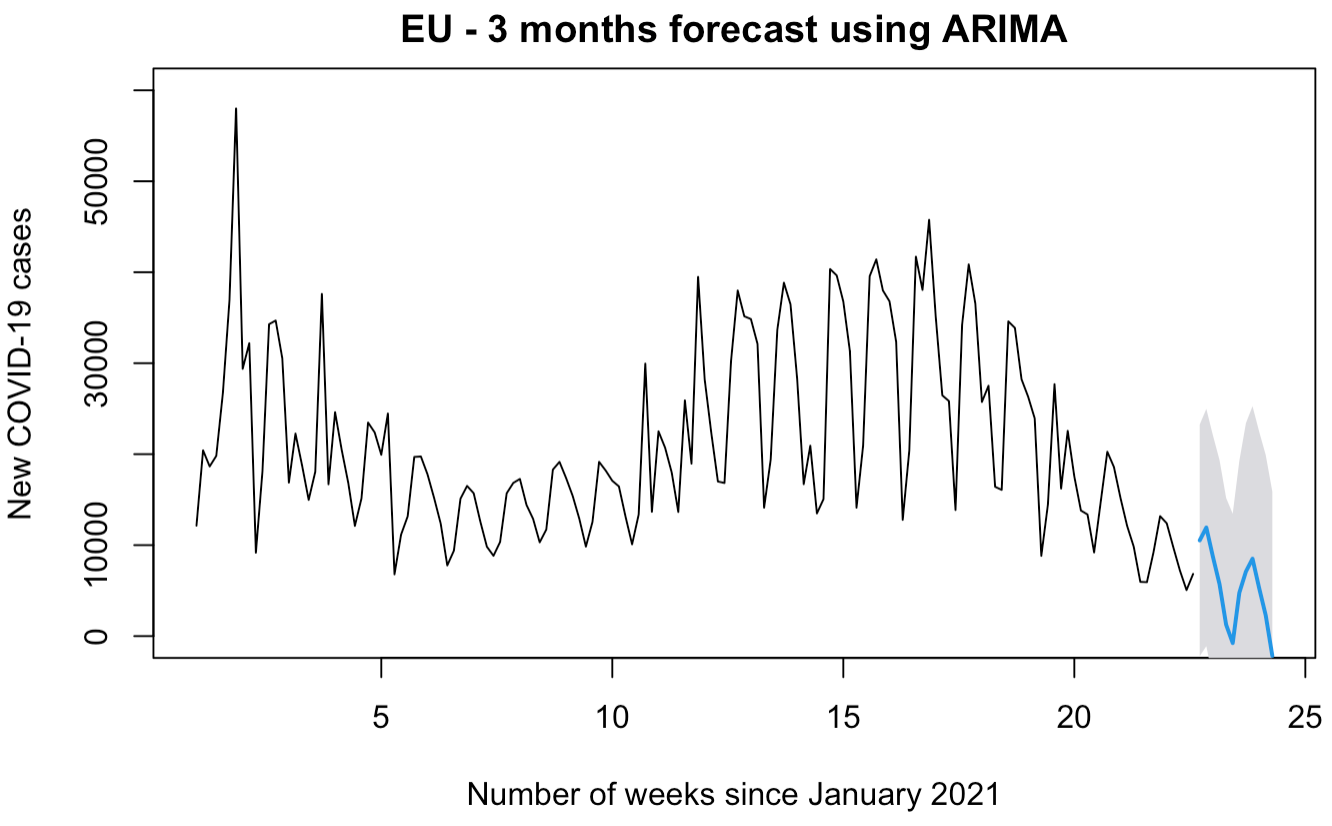 EU - 3 months forecast using ARIMA
New COVID-19 cases
50000
30000
10000
0
5 10 15 20 25
Number of weeks since January 2021